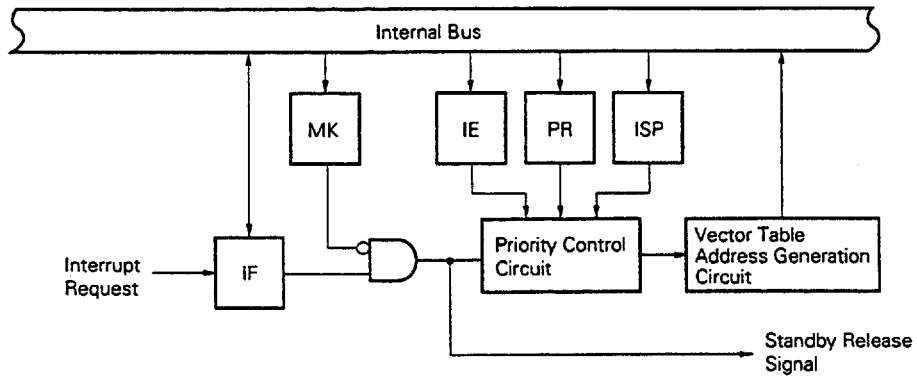 Internal Bus
MK
IE
PR
ISP
Interrupt
Request
IF
Priority Control
Circuit
Vector Table
Address Generation
Circuit
Standby Release
Signal